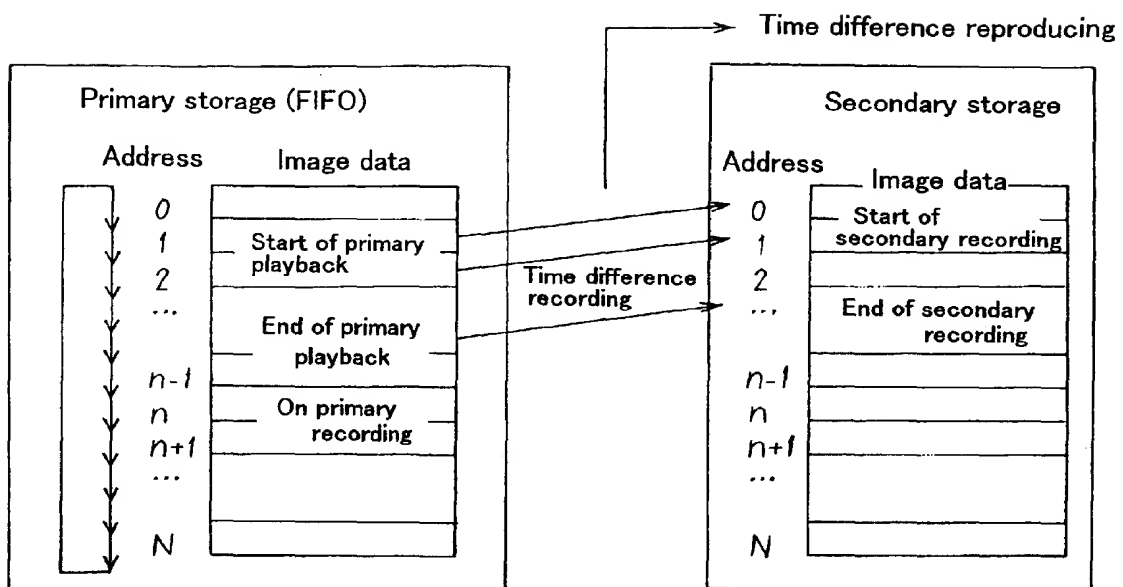 Time difference reproducing
Primary storage (FIFO)
Address
Image data
0
1
2
...
n-1
n
n+1
...
N
Start of primary
playback
End of primary
playback
On primary
recording
Time difference
recording
Secondary storage
Address
Image data
0
1
2
...
n-1
n
n+1
...
N
Start of
secondary recording
End of secondary
recording